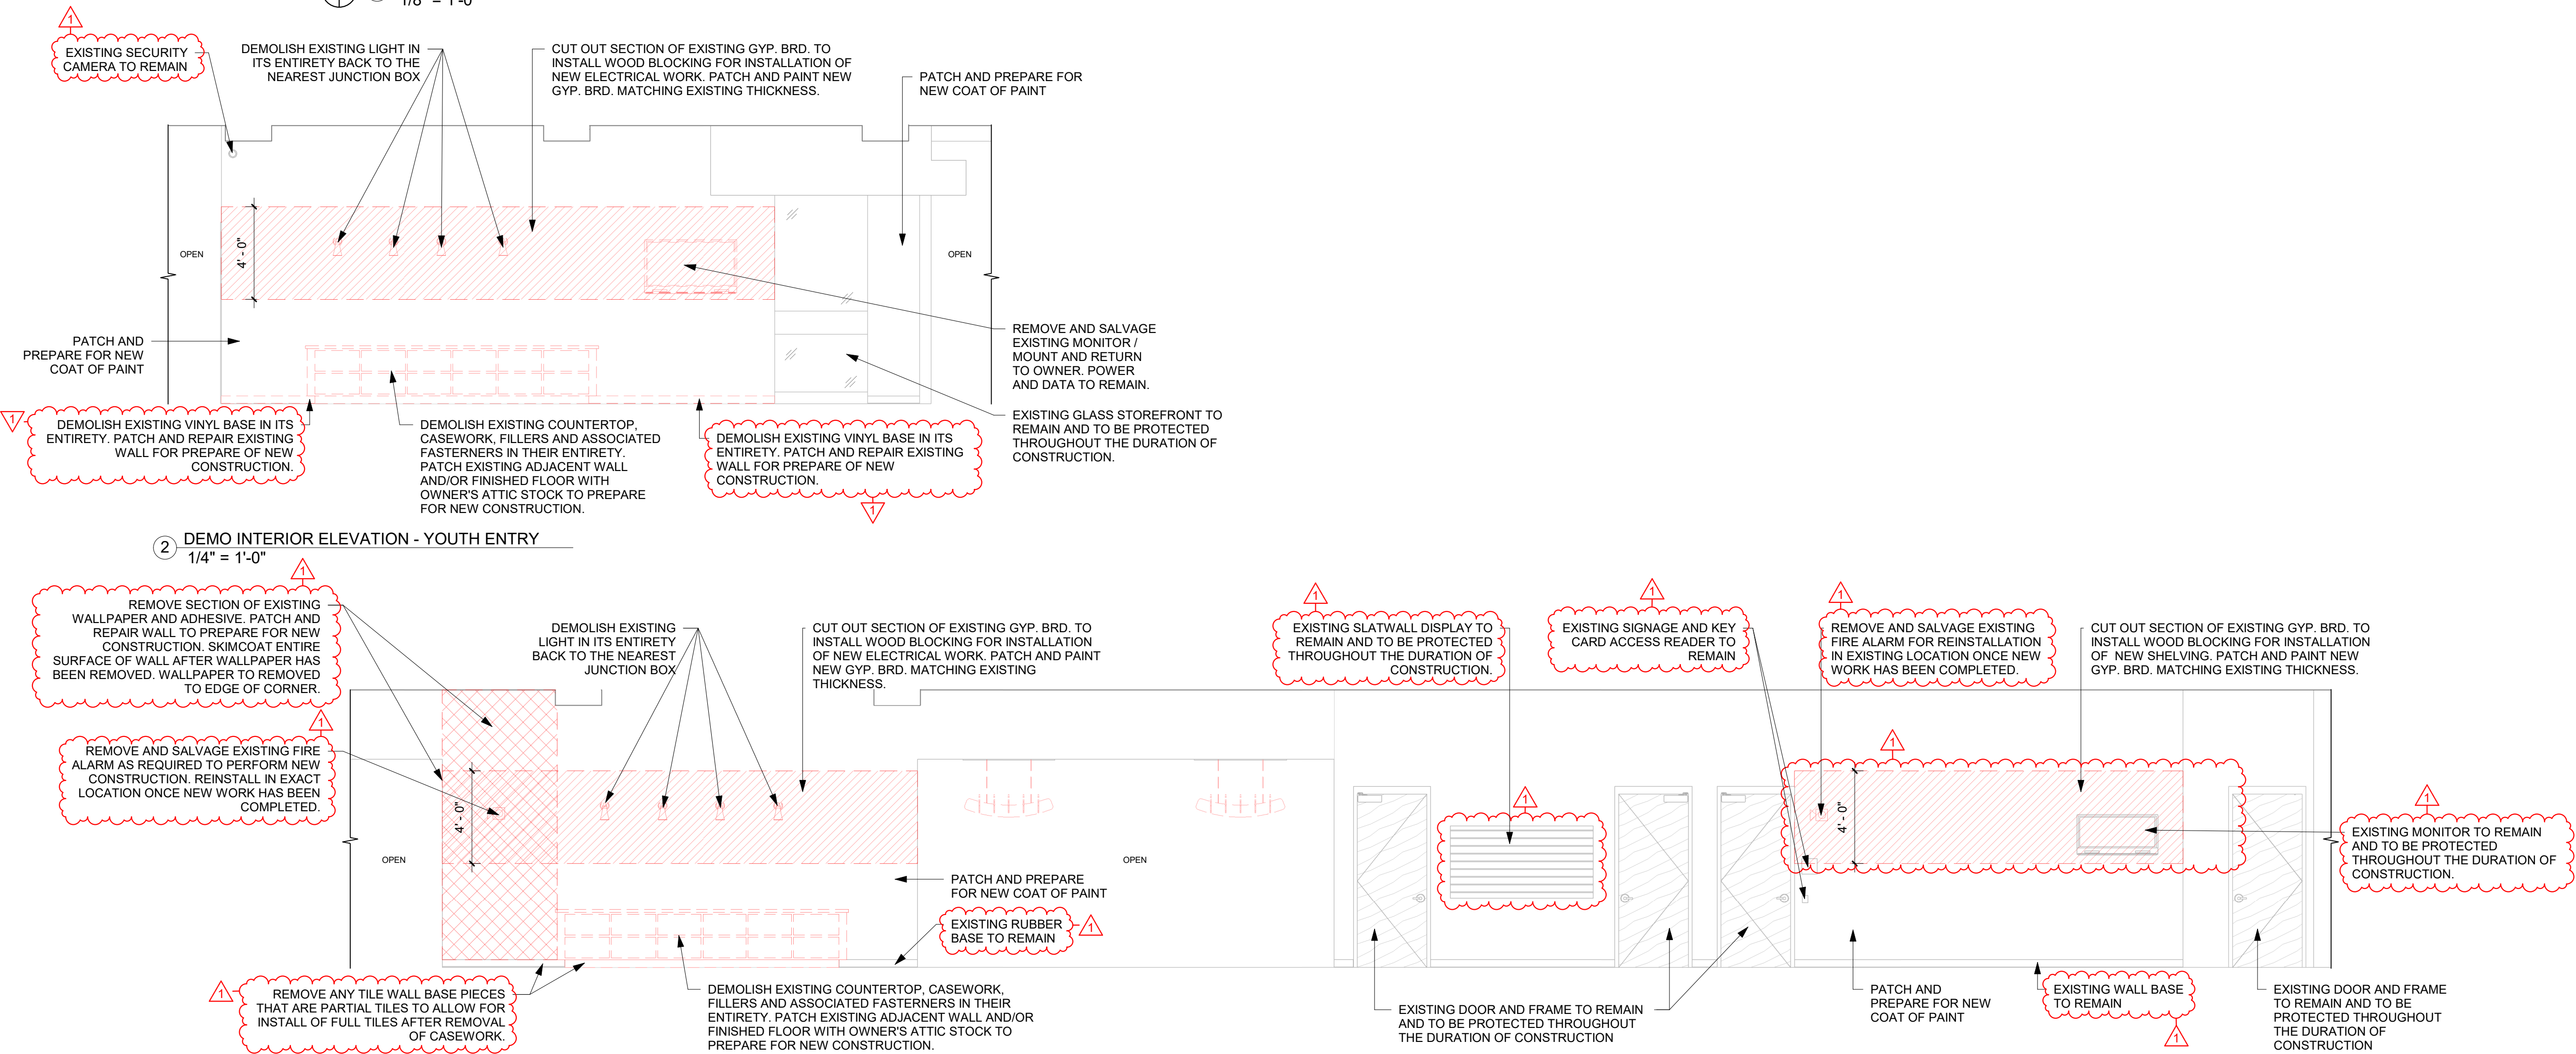 1/8" = 1'-0"
1
EXISTING SECURITY
CAMERA TO REMAIN
DEMOLISH EXISTING LIGHT IN
ITS ENTIRETY BACK TO THE
NEAREST JUNCTION BOX
CUT OUT SECTION OF EXISTING GYP. BRD. TO
INSTALL WOOD BLOCKING FOR INSTALLATION OF
NEW ELECTRICAL WORK. PATCH AND PAINT NEW
GYP. BRD. MATCHING EXISTING THICKNESS.
PATCH AND PREPARE FOR
NEW COAT OF PAINT
OPEN
4' - 0"
OPEN
PATCH AND
PREPARE FOR NEW
COAT OF PAINT
REMOVE AND SALVAGE
EXISTING MONITOR /
MOUNT AND RETURN
TO OWNER. POWER
AND DATA TO REMAIN.
1
DEMOLISH EXISTING VINYL BASE IN ITS
ENTIRETY. PATCH AND REPAIR EXISTING
WALL FOR PREPARE OF NEW
CONSTRUCTION.
DEMOLISH EXISTING COUNTERTOP,
CASEWORK, FILLERS AND ASSOCIATED
FASTERNERS IN THEIR ENTIRETY.
PATCH EXISTING ADJACENT WALL
AND/OR FINISHED FLOOR WITH
OWNER'S ATTIC STOCK TO PREPARE
FOR NEW CONSTRUCTION.
DEMOLISH EXISTING VINYL BASE IN ITS
ENTIRETY. PATCH AND REPAIR EXISTING
WALL FOR PREPARE OF NEW
CONSTRUCTION.
1
EXISTING GLASS STOREFRONT TO
REMAIN AND TO BE PROTECTED
THROUGHOUT THE DURATION OF
CONSTRUCTION.
2
DEMO INTERIOR ELEVATION - YOUTH ENTRY
1/4" = 1'-0"
1
REMOVE SECTION OF EXISTING
WALLPAPER AND ADHESIVE. PATCH AND
REPAIR WALL TO PREPARE FOR NEW
CONSTRUCTION. SKIMCOAT ENTIRE
SURFACE OF WALL AFTER WALLPAPER HAS
BEEN REMOVED. WALLPAPER TO REMOVED
TO EDGE OF CORNER.
1
REMOVE AND SALVAGE EXISTING FIRE
ALARM AS REQUIRED TO PERFORM NEW
CONSTRUCTION. REINSTALL IN EXACT
LOCATION ONCE NEW WORK HAS BEEN
COMPLETED.
DEMOLISH EXISTING
LIGHT IN ITS ENTIRETY
BACK TO THE NEAREST
JUNCTION BOX
CUT OUT SECTION OF EXISTING GYP. BRD. TO
INSTALL WOOD BLOCKING FOR INSTALLATION
OF NEW ELECTRICAL WORK. PATCH AND PAINT
NEW GYP. BRD. MATCHING EXISTING
THICKNESS.
1
EXISTING SLATWALL DISPLAY TO
REMAIN AND TO BE PROTECTED
THROUGHOUT THE DURATION OF
CONSTRUCTION.
1
EXISTING SIGNAGE AND KEY
CARD ACCESS READER TO
REMAIN
1
REMOVE AND SALVAGE EXISTING
FIRE ALARM FOR REINSTALLATION
IN EXISTING LOCATION ONCE NEW
WORK HAS BEEN COMPLETED.
CUT OUT SECTION OF EXISTING GYP. BRD. TO
INSTALL WOOD BLOCKING FOR INSTALLATION
OF NEW SHELVING. PATCH AND PAINT NEW
GYP. BRD. MATCHING EXISTING THICKNESS.
OPEN
4' - 0"
OPEN
1
1
4' - 0"
1
EXISTING MONITOR TO REMAIN
AND TO BE PROTECTED
THROUGHOUT THE DURATION OF
CONSTRUCTION.
PATCH AND PREPARE
FOR NEW COAT OF PAINT
EXISTING RUBBER
BASE TO REMAIN
1
1
REMOVE ANY TILE WALL BASE PIECES
THAT ARE PARTIAL TILES TO ALLOW FOR
INSTALL OF FULL TILES AFTER REMOVAL
OF CASEWORK.
DEMOLISH EXISTING COUNTERTOP, CASEWORK,
FILLERS AND ASSOCIATED FASTERNERS IN THEIR
ENTIRETY. PATCH EXISTING ADJACENT WALL AND/OR
FINISHED FLOOR WITH OWNER'S ATTIC STOCK TO
PREPARE FOR NEW CONSTRUCTION.
EXISTING DOOR AND FRAME TO REMAIN
AND TO BE PROTECTED THROUGHOUT
THE DURATION OF CONSTRUCTION
PATCH AND
PREPARE FOR NEW
COAT OF PAINT
EXISTING WALL BASE
TO REMAIN
1
EXISTING DOOR AND FRAME
TO REMAIN AND TO BE
PROTECTED THROUGHOUT
THE DURATION OF
CONSTRUCTION